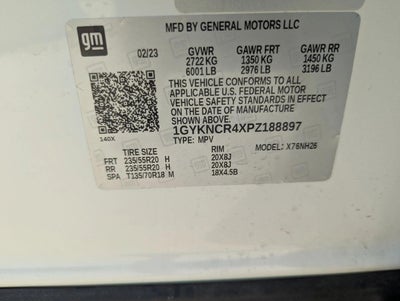 MFD BY GENERAL MOTORS LLC
gm
02/23 GVWR GAWR FRT GAWR RR
2722 KG 1350 KG 1450 KG
6001 LB 2976 LB 3196 LB
THIS VEHICLE CONFORMS TO ALL APPLICABLE
U.S. FEDERAL MOTOR
VEHICLE SAFETY STANDARDS IN EFFECT
ON THE DATE OF MANUFACTURE
SHOWN ABOVE.
1GYKNCR4XPZ188897
140X
TYPE: MPV MODEL: X76NH26
TIRE SIZE RIM
FRT 235/55R20 H 20X8J
RR 235/55R20 H 20X8J
SPA T135/70R18 M 18X4.5B